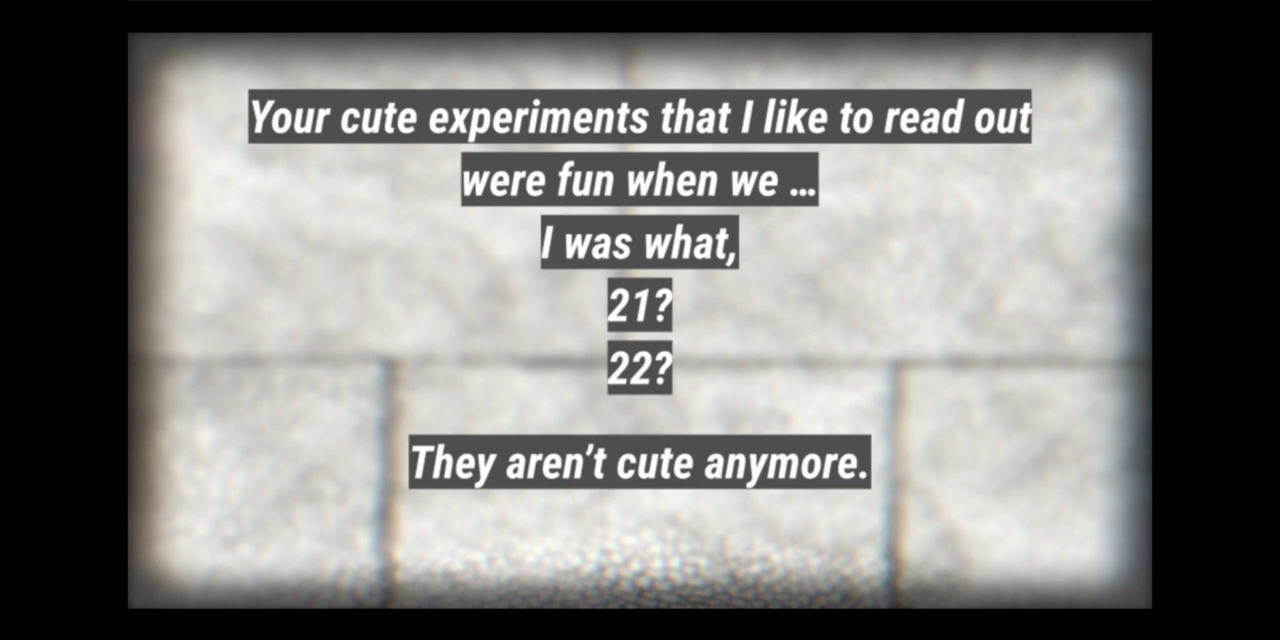 Your cute experiments that I like to read out
were fun when we ...
I was what,
21?
22?
They aren’t cute anymore.